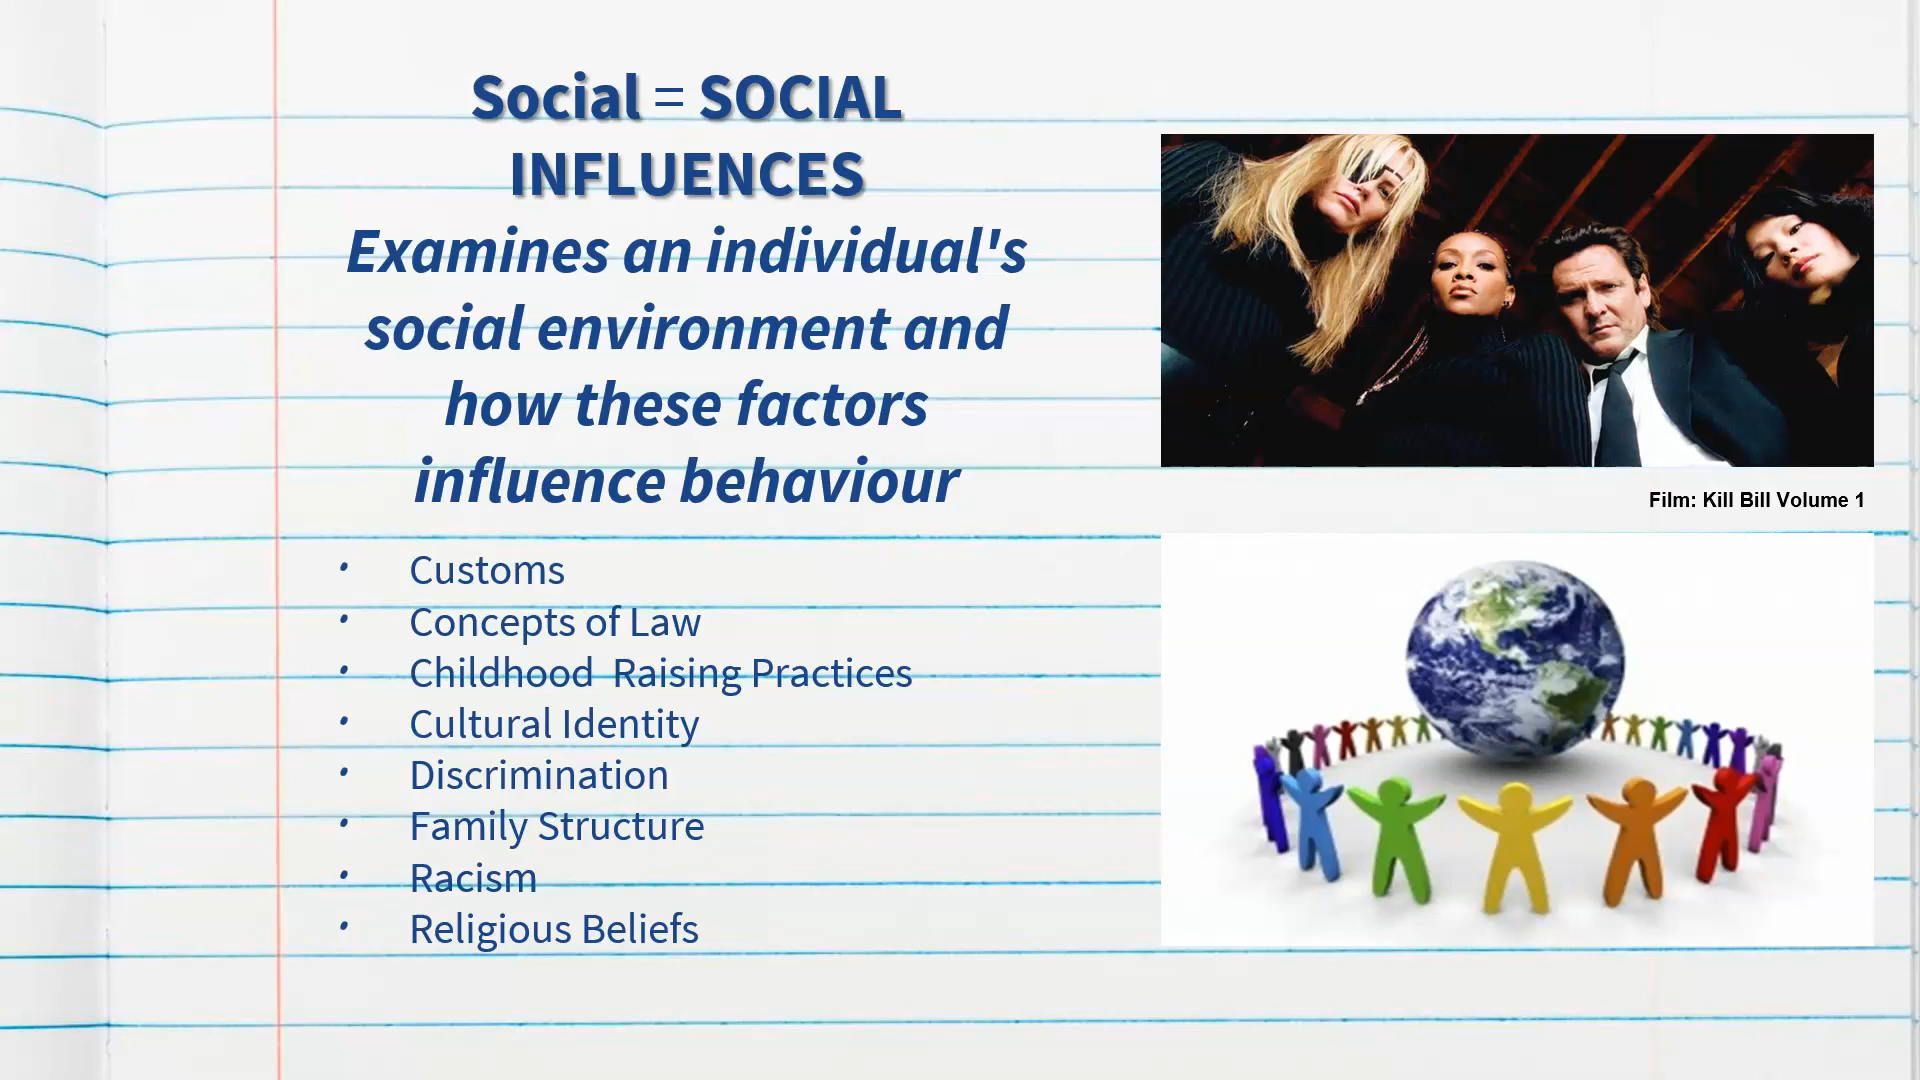 Social = SOCIAL
INFLUENCES
Examines an individual's
social environment and
how these factors
influence behaviour
• Customs
• Concepts of Law
• Childhood  Raising Practices
• Cultural Identity
• Discrimination
• Family Structure
• Racism
• Religious Beliefs
Film: Kill Bill Volume 1